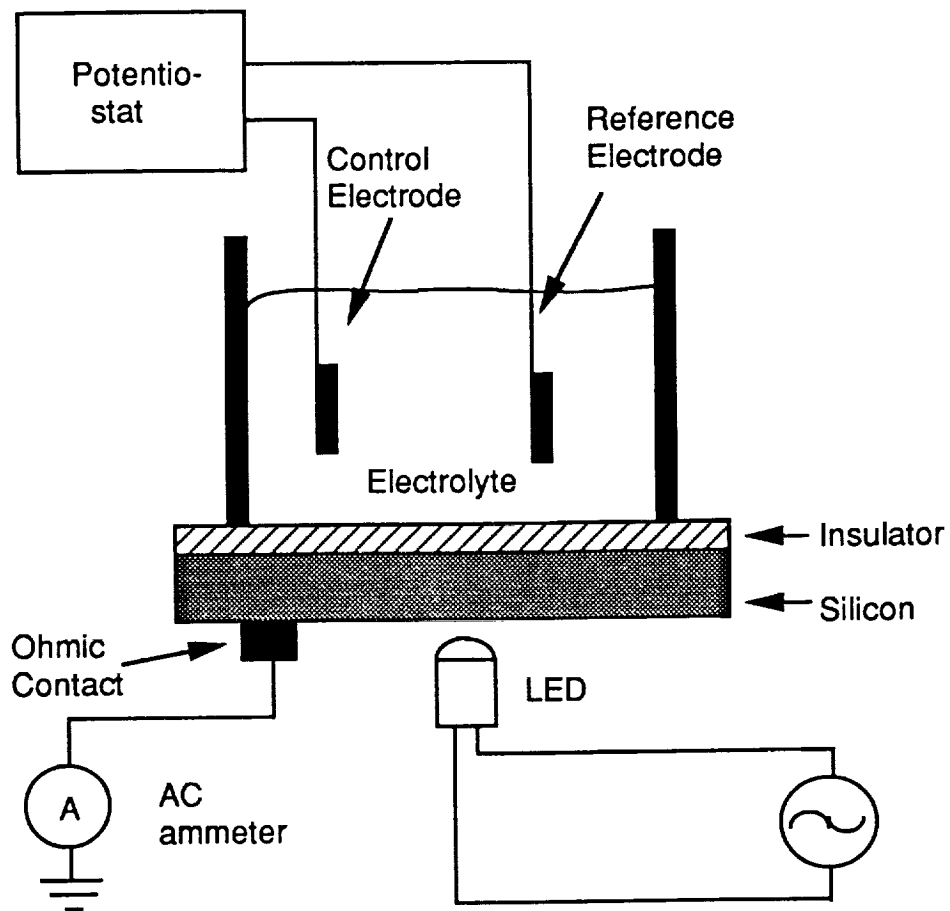 Potentio-
stat
Control
Electrode
Reference
Electrode
Electrolyte
Insulator
Silicon
Ohmic
Contact
LED
A
AC
ammeter